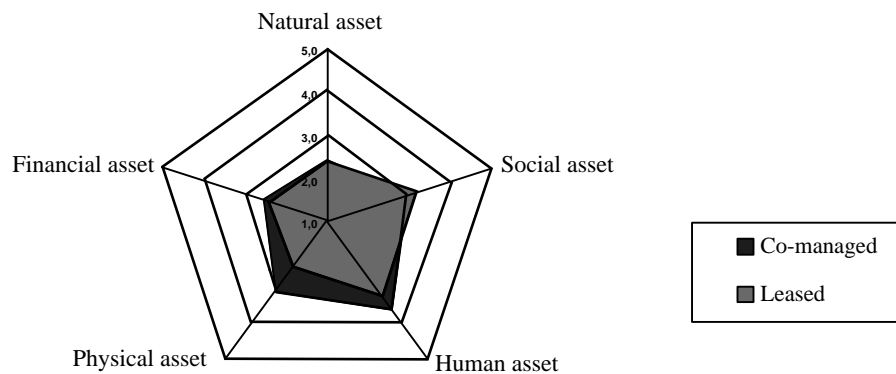 Natural asset
5,0
4,0
3,0
Financial asset
Social asset
2,0
1,0
Co-managed
Leased
Physical asset
Human asset